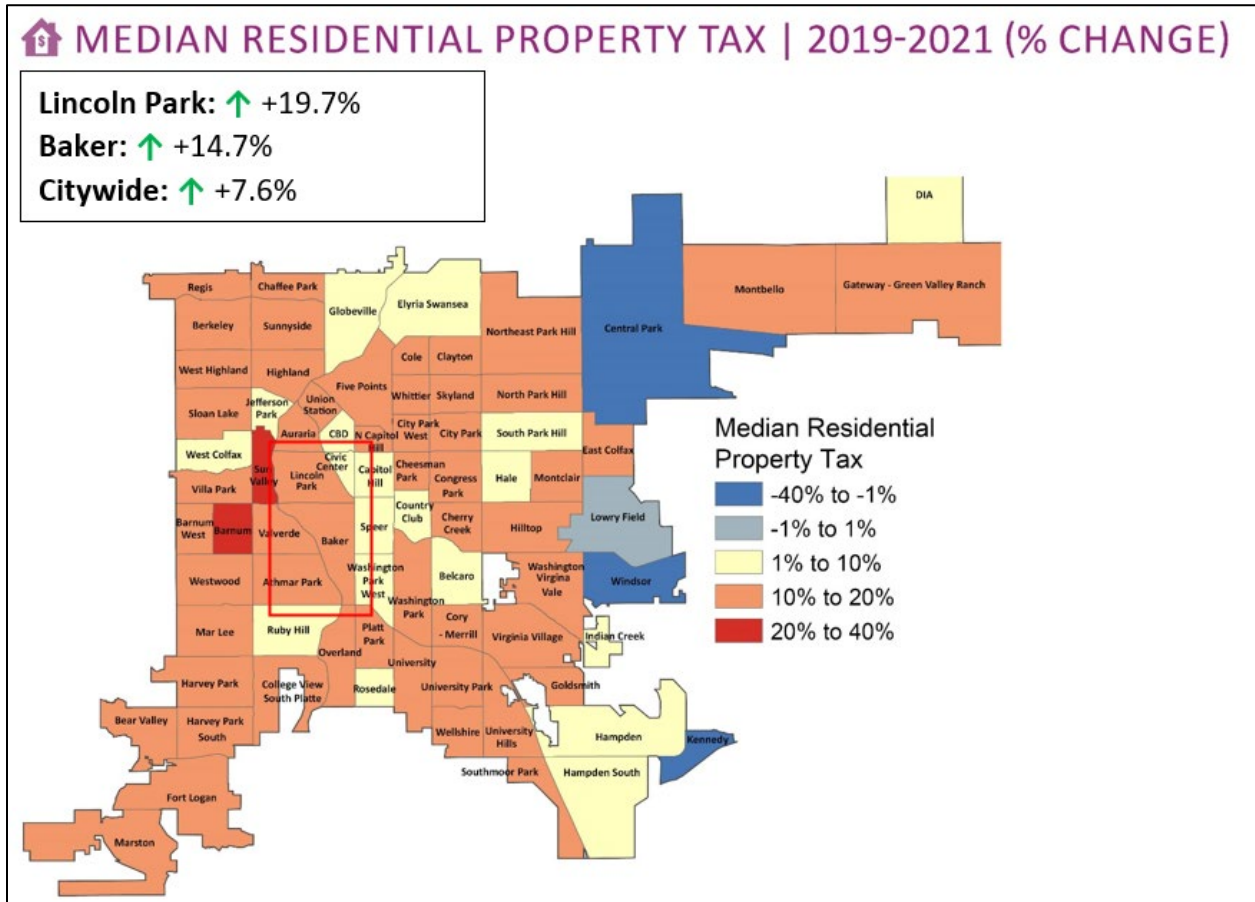 MEDIAN RESIDENTIAL PROPERTY TAX | 2019-2021 (% CHANGE)
Lincoln Park: ↑ +19.7%
Baker: ↑ +14.7%
Citywide: ↑ +7.6%
DIA
Regis
Chaffee Park
Globeville
Elyria Swansea
Montbello
Gateway - Green Valley Ranch
Berkeley
Sunnyside
Northeast Park Hill
Central Park
West Highland
Highland
Cole
Clayton
Five Points
Sloan Lake
Jefferson
Park
Union
Station
Whittier
Skyland
North Park Hill
Auraria
CBD
N Capitol
Hill
City Park
West
City Park
South Park Hill
East Colfax
West Colfax
Sun
Valley
Lincoln
Park
Civic
Center
Capitol
Hill
Cheesman
Park
Congress
Park
Hale
Montclair
Villa Park
Barnum
West
Barnum
Valverde
Baker
Speer
Country
Club
Cherry
Creek
Hilltop
Lowry Field
Westwood
Athmar Park
Washington
Park
West
Washington
Park
Belcaro
Washington
Virgina
Vale
Windsor
Mar Lee
Ruby Hill
Overland
Platt
Park
Cory
- Merrill
Virginia Village
Indian Creek
Harvey Park
College View
South Platte
Rosedale
University
University Park
Goldsmith
Bear Valley
Harvey Park
South
Wellshire
University
Hills
Hampden
Kennedy
Southmoor Park
Hampden South
Fort Logan
Marston
Median Residential
Property Tax
-40% to -1%
-1% to 1%
1% to 10%
10% to 20%
20% to 40%